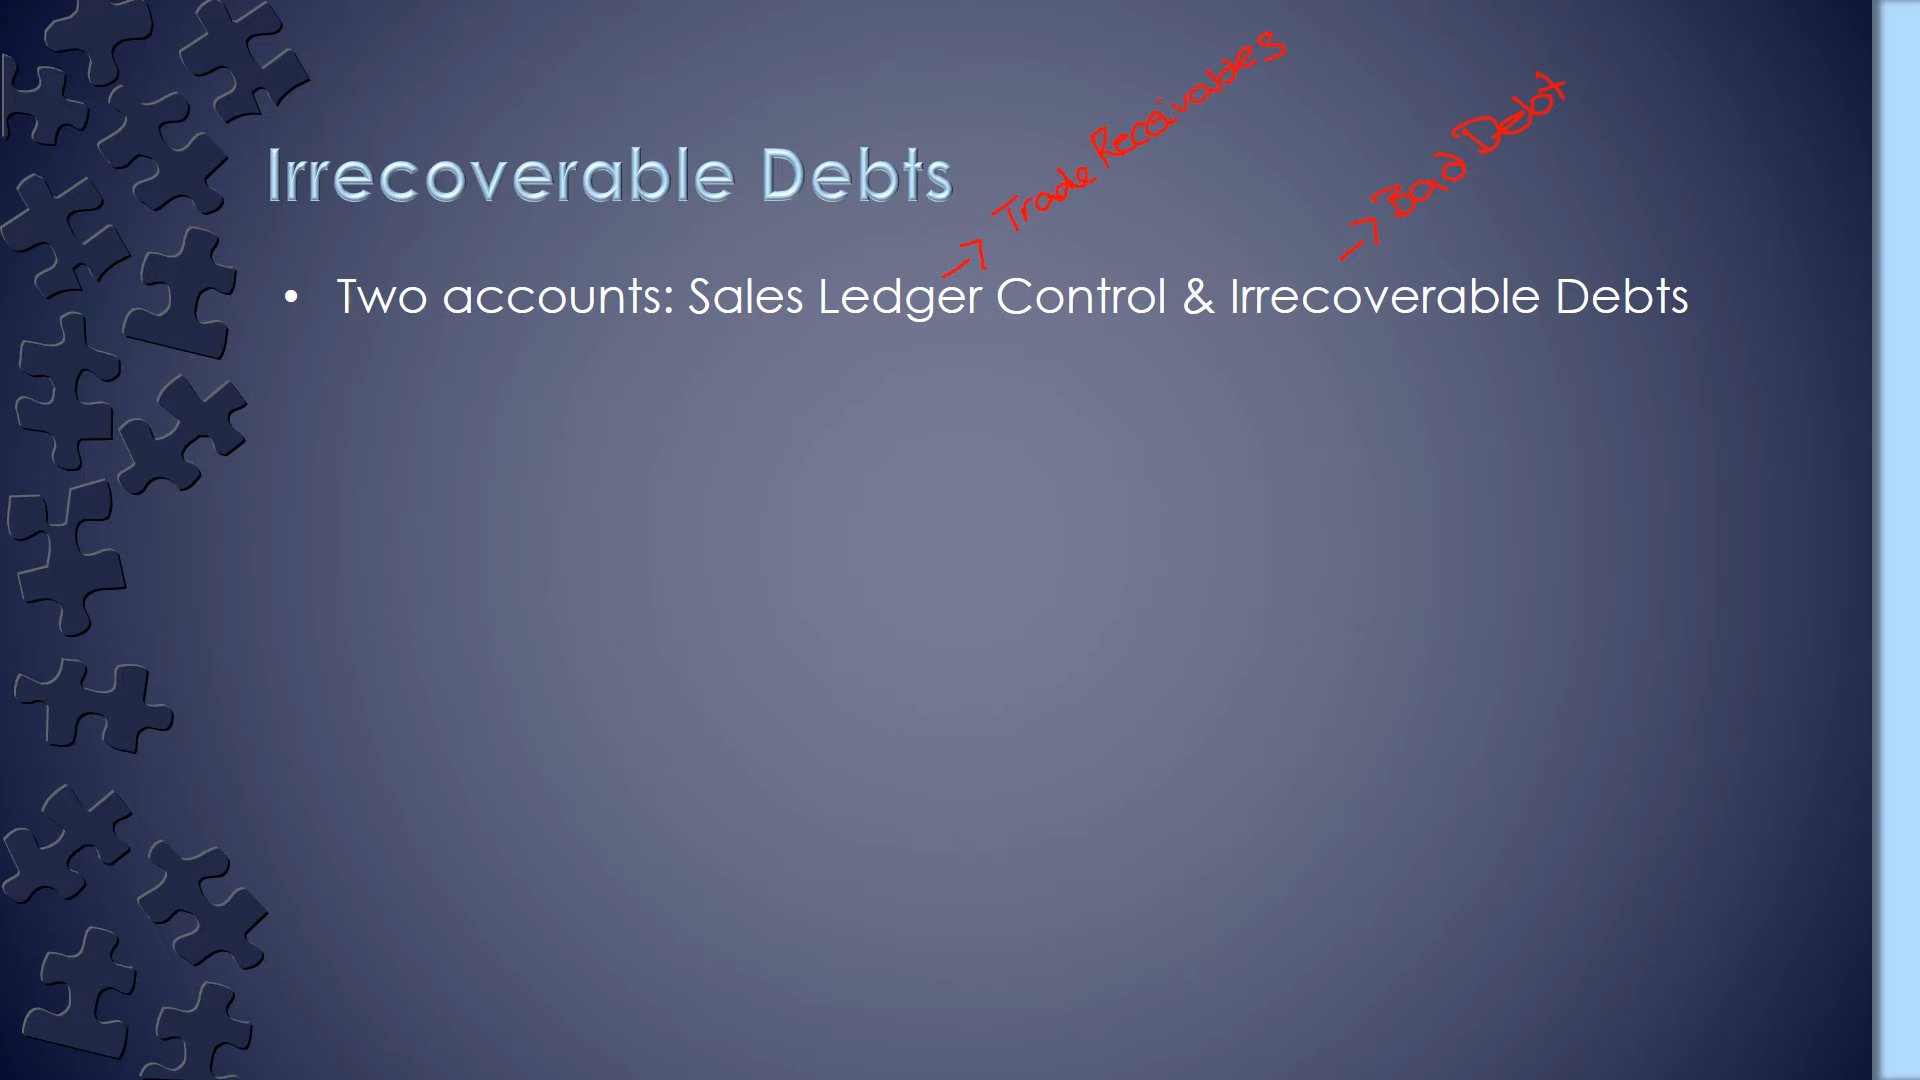 Irrecoverable Debts
→ Trade Receivables
→ Bad Debt
• Two accounts: Sales Ledger Control & Irrecoverable Debts